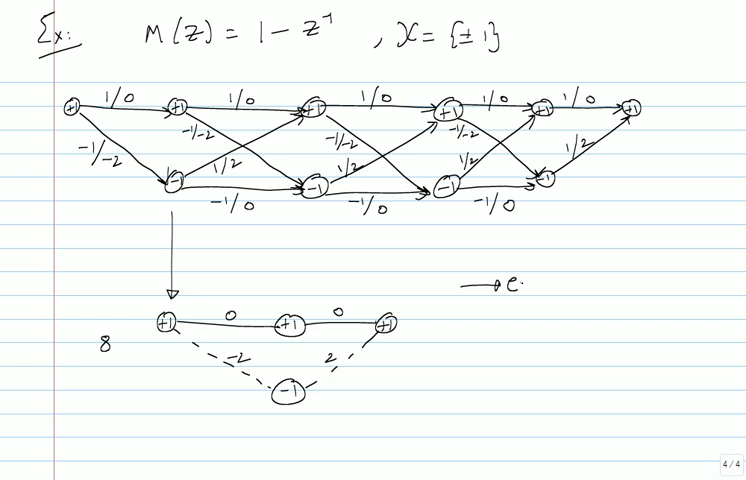 Ex: M(Z) = 1 - Z^-1 , X = {±1}
+1 1/0 +1 1/0 +1 1/0 +1 1/0 +1 1/0 +1
-1/-2 -1/-2 1/2 -1/-2 1/2 -1/-2 1/2 1/2
-1 -1/0 -1 -1/0 -1 -1/0 -1
→ e.
+1 0 +1 0 +1
8 -2 2
-1
4 / 4